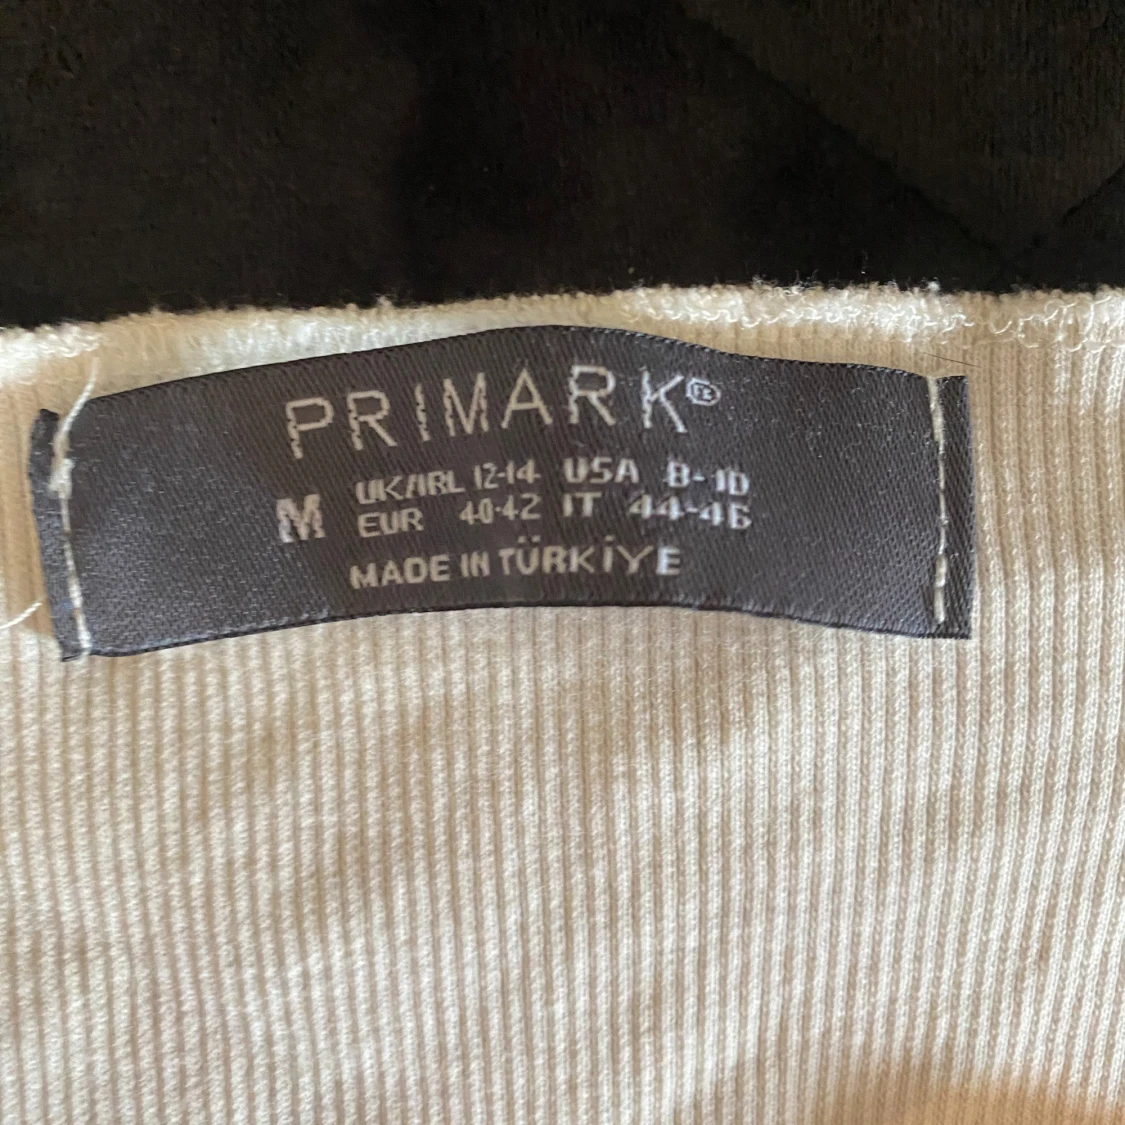 PRIMARK
M UK/IRL 12-14 USA 8-10
EUR 40-42 IT 44-46
MADE IN TÜRKİYE